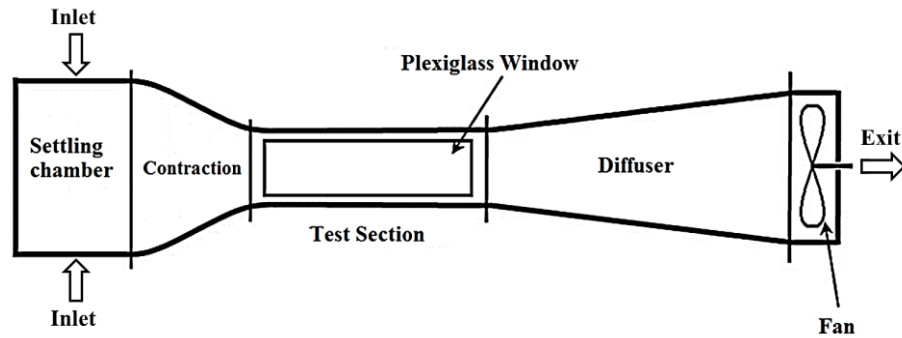 Inlet
Plexiglass Window
Settling
chamber
Contraction
Diffuser
Exit
Test Section
Inlet
Fan